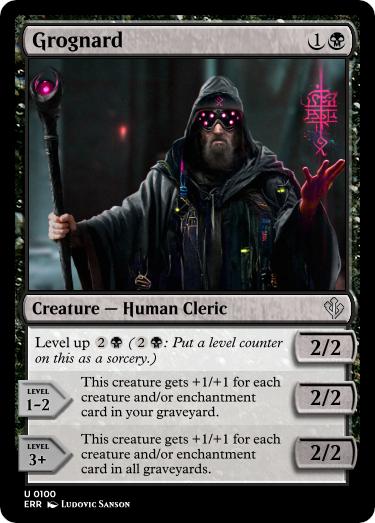 Grognard 1
Creature — Human Cleric
Level up 2 ( 2 : Put a level counter
on this as a sorcery.)
2/2
LEVEL
1-2
This creature gets +1/+1 for each
creature and/or enchantment
card in your graveyard.
2/2
LEVEL
3+
This creature gets +1/+1 for each
creature and/or enchantment
card in all graveyards.
2/2
U 0100
ERR Ludovic Sanson